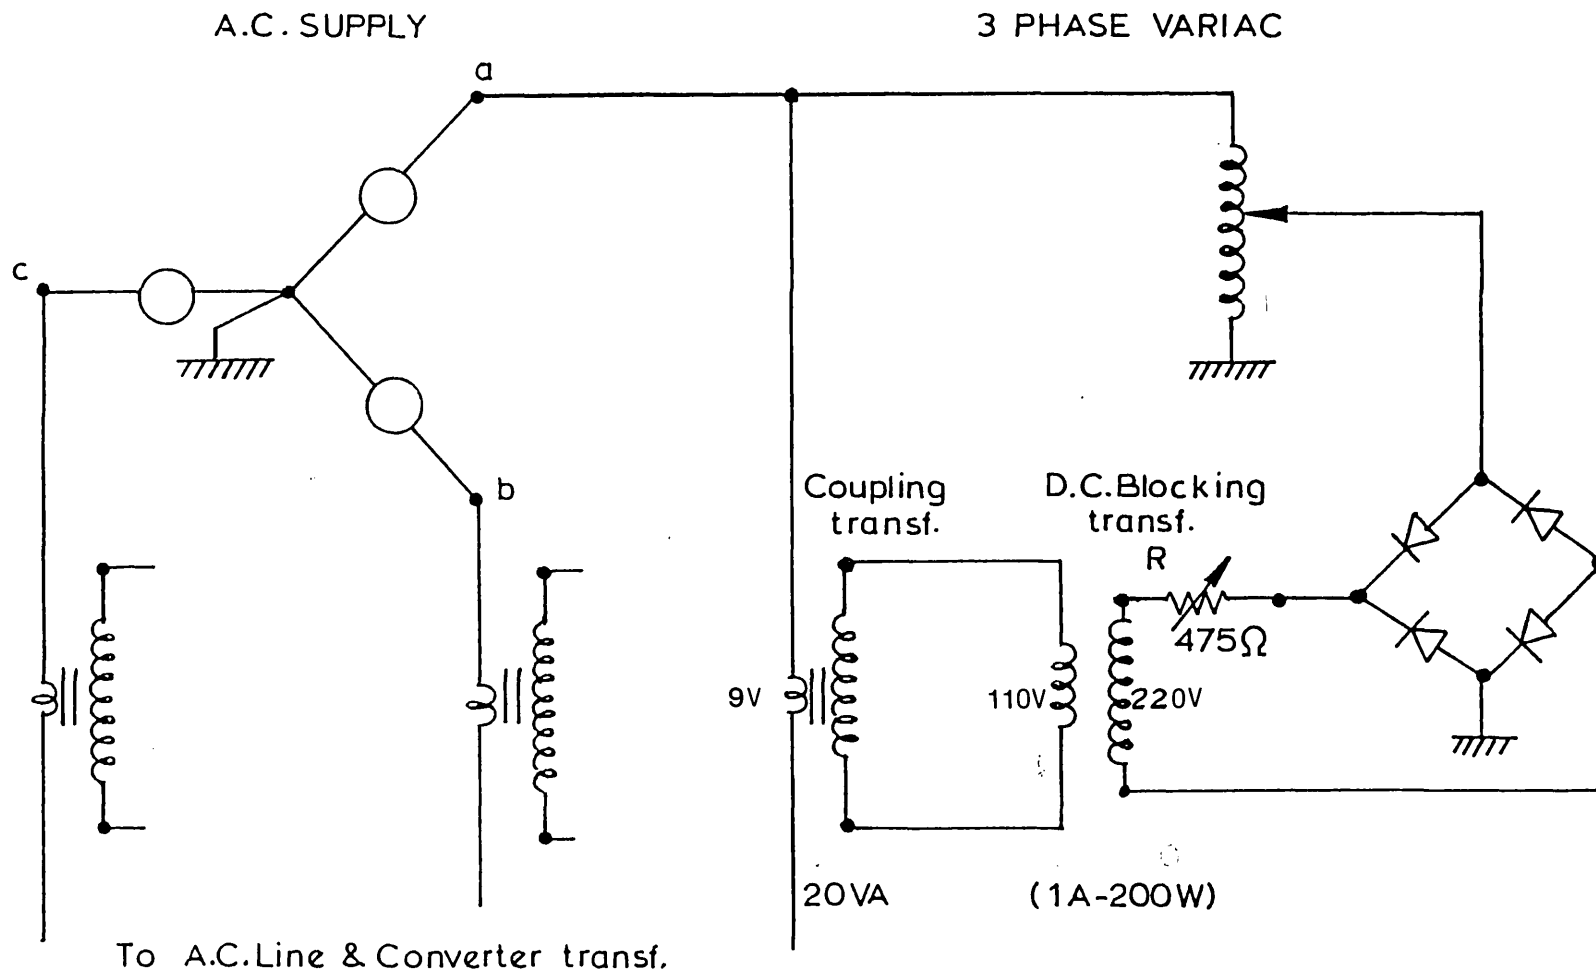 A.C. SUPPLY
3 PHASE VARIAC
a
c
b
Coupling
transf.
D.C.Blocking
transf.
R
475Ω
9V
110V
220V
20VA
(1A-200W)
To A.C.Line & Converter transf.